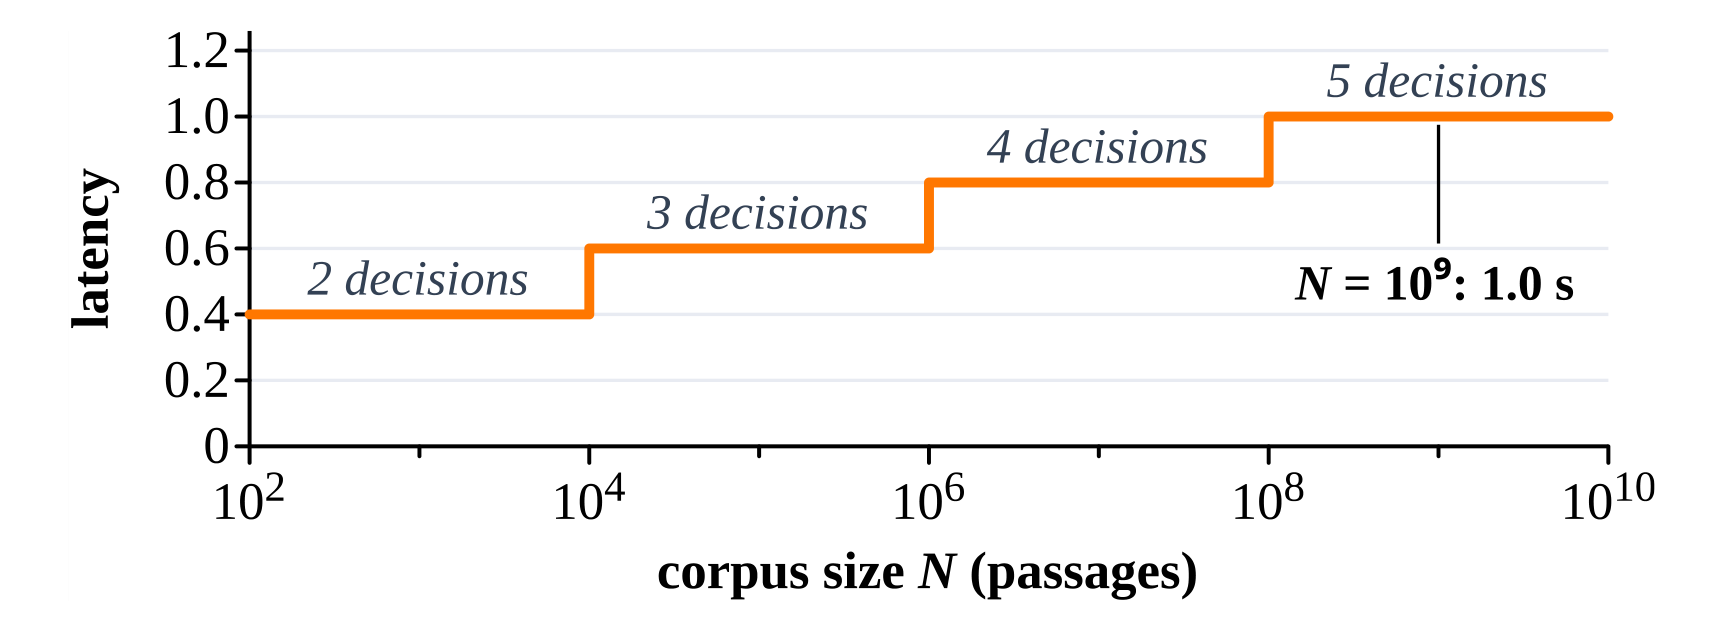 1.2
1.0
0.8
0.6
0.4
0.2
0
latency
5 decisions
4 decisions
3 decisions
2 decisions
N = 10⁹: 1.0 s
10² 10⁴ 10⁶ 10⁸ 10¹⁰
corpus size N (passages)